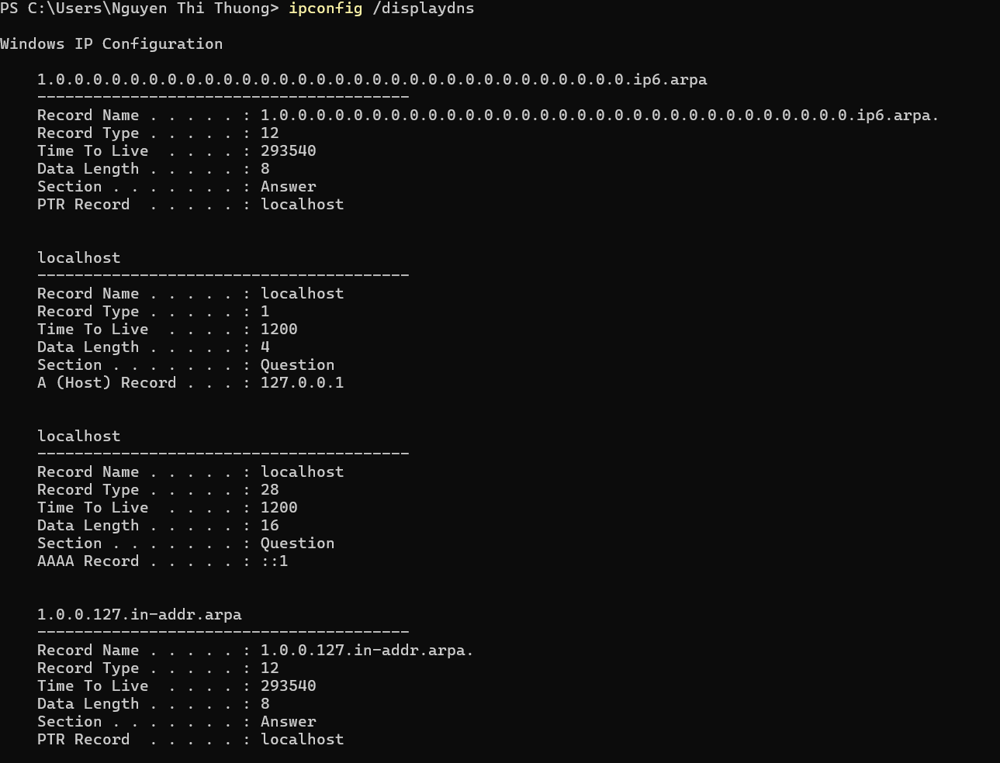 PS C:\Users\Nguyen Thi Thuong> ipconfig /displaydns
Windows IP Configuration
1.0.0.0.0.0.0.0.0.0.0.0.0.0.0.0.0.0.0.0.0.0.0.0.0.0.0.0.0.0.0.0.ip6.arpa
----------------------------------------
Record Name . . . . . : 1.0.0.0.0.0.0.0.0.0.0.0.0.0.0.0.0.0.0.0.0.0.0.0.0.0.0.0.0.0.0.0.ip6.arpa.
Record Type . . . . . : 12
Time To Live  . . . . : 293540
Data Length . . . . . : 8
Section . . . . . . . : Answer
PTR Record  . . . . . : localhost
localhost
----------------------------------------
Record Name . . . . . : localhost
Record Type . . . . . : 1
Time To Live  . . . . : 1200
Data Length . . . . . : 4
Section . . . . . . . : Question
A (Host) Record . . . : 127.0.0.1
localhost
----------------------------------------
Record Name . . . . . : localhost
Record Type . . . . . : 28
Time To Live  . . . . : 1200
Data Length . . . . . : 16
Section . . . . . . . : Question
AAAA Record . . . . . : ::1
1.0.0.127.in-addr.arpa
----------------------------------------
Record Name . . . . . : 1.0.0.127.in-addr.arpa.
Record Type . . . . . : 12
Time To Live  . . . . : 293540
Data Length . . . . . : 8
Section . . . . . . . : Answer
PTR Record  . . . . . : localhost